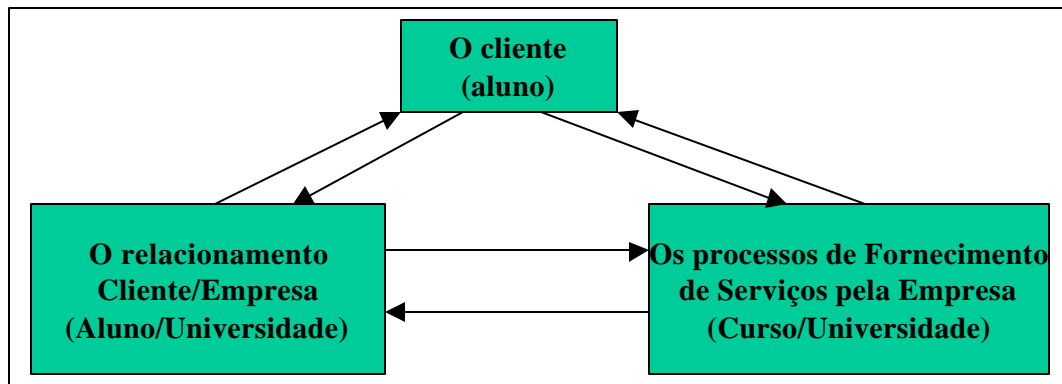 O cliente
(aluno)
O relacionamento
Cliente/Empresa
(Aluno/Universidade)
Os processos de Fornecimento
de Serviços pela Empresa
(Curso/Universidade)